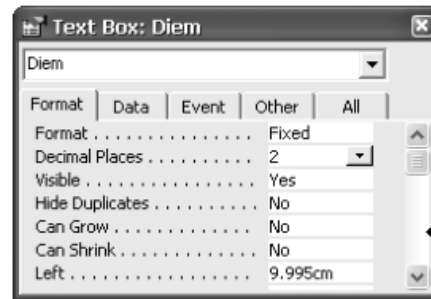 Text Box: Diem
Diem
Format Data Event Other All
Format . . . . . . . . . . . . . . . Fixed
Decimal Places . . . . . . . . . . 2
Visible . . . . . . . . . . . . . . . . Yes
Hide Duplicates . . . . . . . . . . No
Can Grow . . . . . . . . . . . . . No
Can Shrink . . . . . . . . . . . . . No
Left . . . . . . . . . . . . . . . . . . 9.995cm